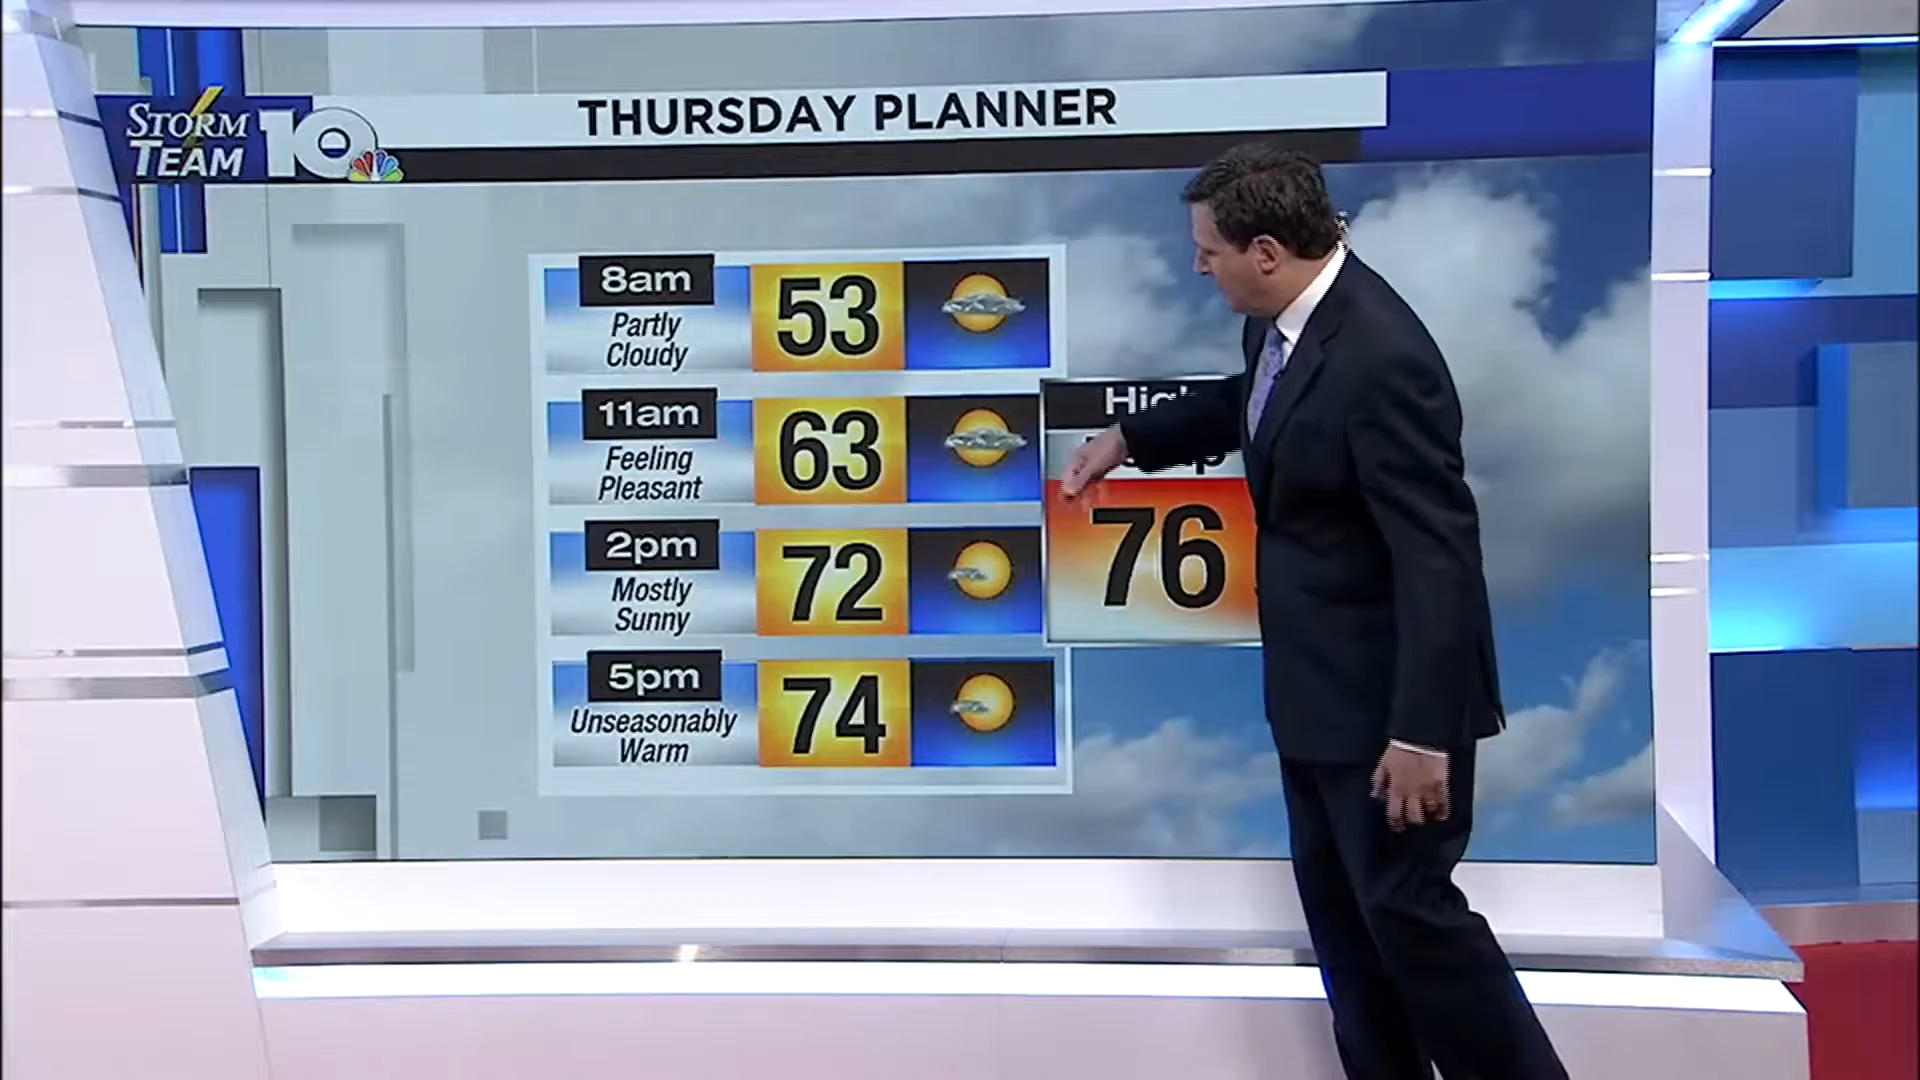 THURSDAY PLANNER
STORM
TEAM
10
8am
Partly
Cloudy
53
11am
Feeling
Pleasant
63
2pm
Mostly
Sunny
72
5pm
Unseasonably
Warm
74
76